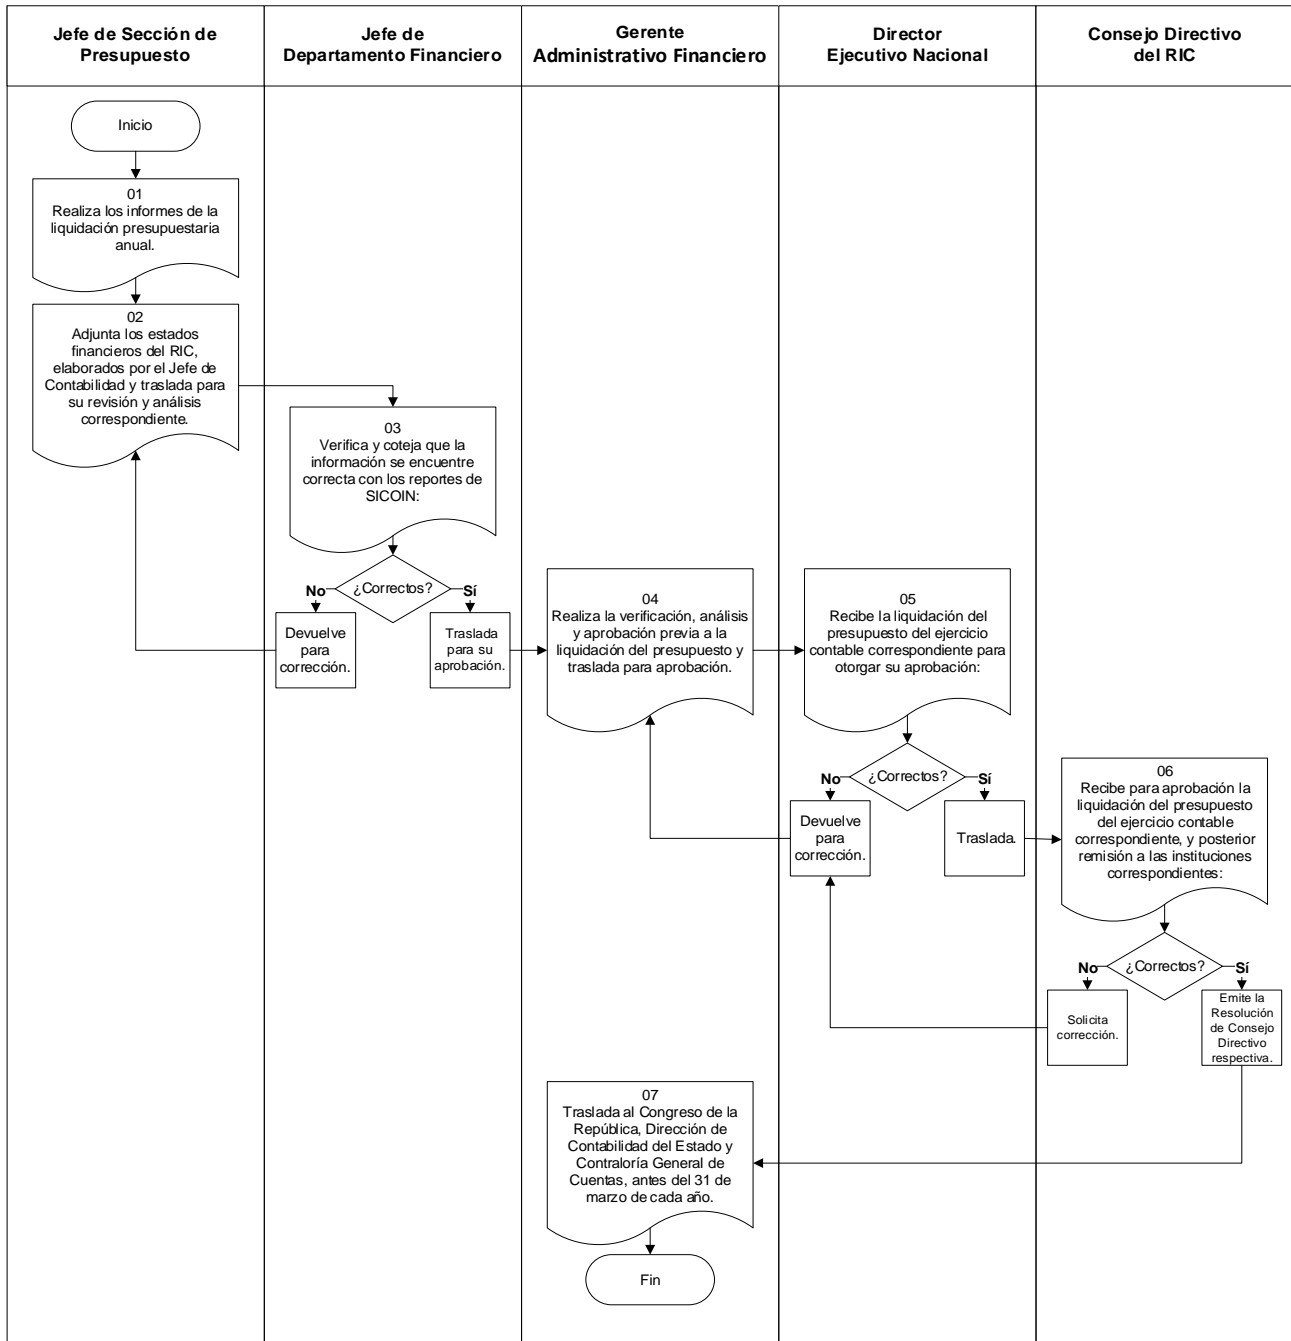 Jefe de Sección de
Presupuesto
Jefe de
Departamento Financiero
Gerente
Administrativo Financiero
Director
Ejecutivo Nacional
Consejo Directivo
del RIC
Inicio
01
Realiza los informes de la
liquidación presupuestaria
anual.
02
Adjunta los estados
financieros del RIC,
elaborados por el Jefe de
Contabilidad y traslada para
su revisión y análisis
correspondiente.
03
Verifica y coteja que la
información se encuentre
correcta con los reportes de
SICOIN:
¿Correctos?
No
Sí
Devuelve
para
corrección.
Traslada
para su
aprobación.
04
Realiza la verificación, análisis
y aprobación previa a la
liquidación del presupuesto y
traslada para aprobación.
05
Recibe la liquidación del
presupuesto del ejercicio
contable correspondiente para
otorgar su aprobación:
¿Correctos?
No
Sí
Devuelve
para
corrección.
Traslada.
06
Recibe para aprobación la
liquidación del presupuesto
del ejercicio contable
correspondiente, y posterior
remisión a las instituciones
correspondientes:
¿Correctos?
No
Sí
Solicita
corrección.
Emite la
Resolución
de Consejo
Directivo
respectiva.
07
Traslada al Congreso de la
República, Dirección de
Contabilidad del Estado y
Contraloría General de
Cuentas, antes del 31 de
marzo de cada año.
Fin